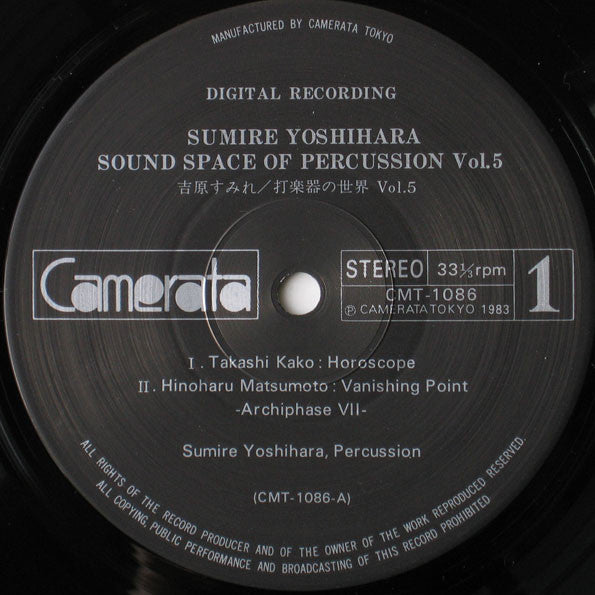 MANUFACTURED BY CAMERATA TOKYO
DIGITAL RECORDING
SUMIRE YOSHIHARA
SOUND SPACE OF PERCUSSION Vol.5
吉原すみれ／打楽器の世界 Vol.5
Camerata
STEREO 33⅓rpm
CMT-1086
Ⓟ CAMERATA TOKYO 1983
1
I. Takashi Kako : Horoscope
II. Hinoharu Matsumoto : Vanishing Point
-Archiphase VII-
Sumire Yoshihara, Percussion
(CMT-1086-A)
ALL RIGHTS OF THE RECORD PRODUCER AND OF THE OWNER OF THE WORK REPRODUCED RESERVED.
ALL COPYING, PUBLIC PERFORMANCE AND BROADCASTING OF THIS RECORD PROHIBITED